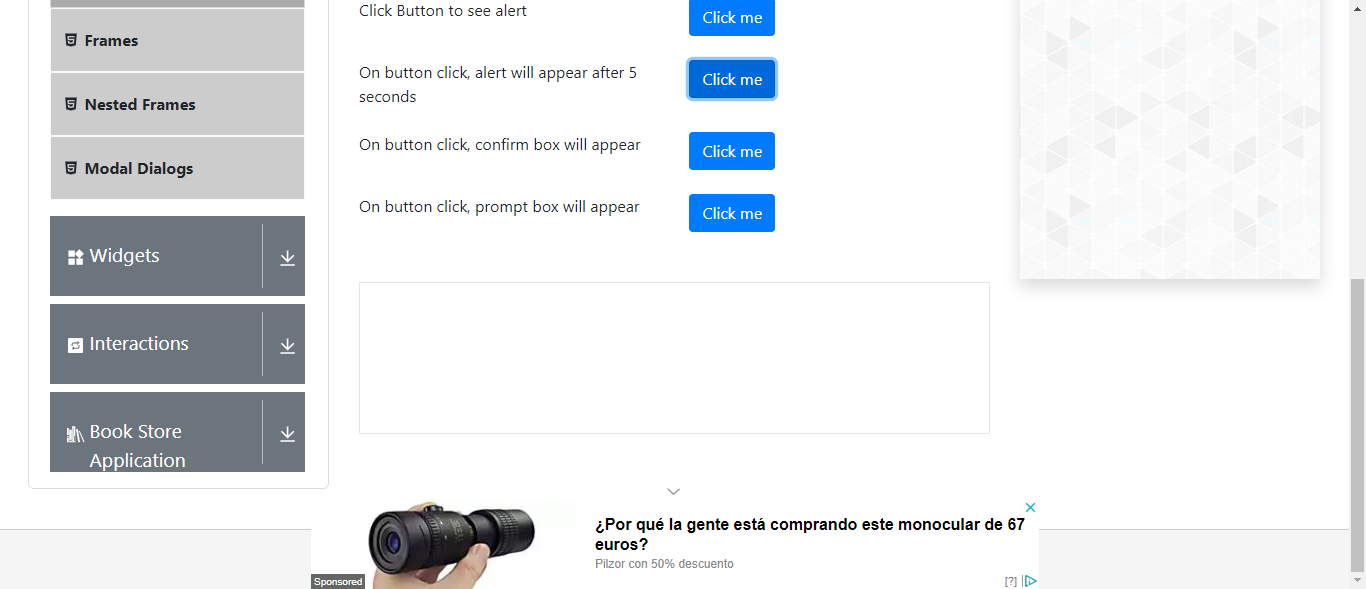 Frames
Nested Frames
Modal Dialogs
Widgets
Interactions
Book Store
Application
Click Button to see alert
Click me
On button click, alert will appear after 5
seconds
Click me
On button click, confirm box will appear
Click me
On button click, prompt box will appear
Click me
¿Por qué la gente está comprando este monocular de 67
euros?
Pilzor con 50% descuento
Sponsored
[?]